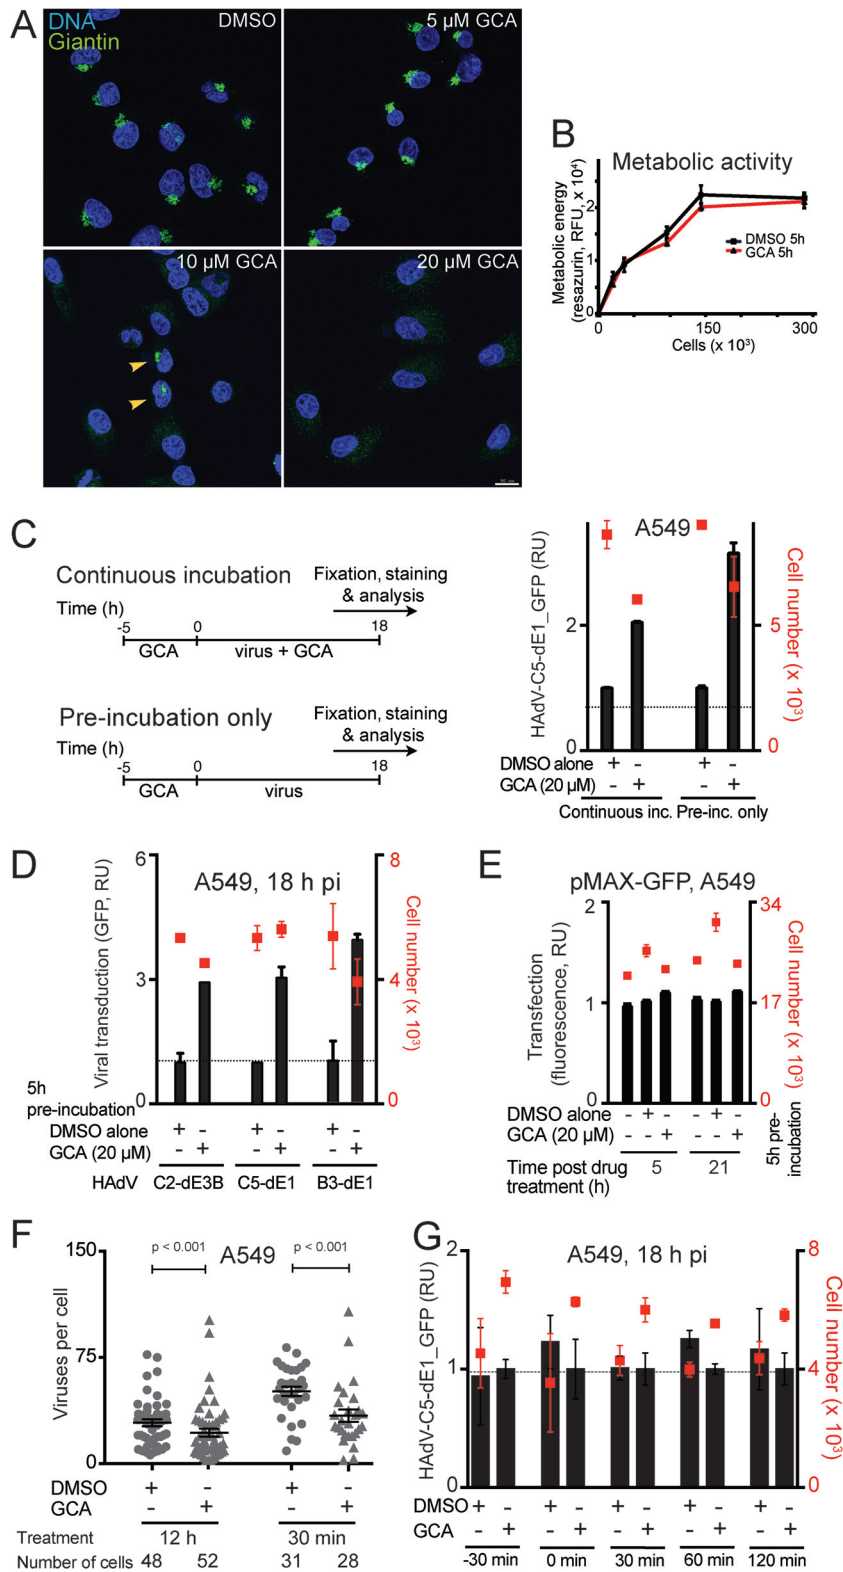 A
DNA
Giantin
DMSO
5 µM GCA
10 µM GCA
20 µM GCA
B
Metabolic activity
Metabolic energy
(resazurin, RFU, x 10⁴)
2
1
0
DMSO 5h
GCA 5h
0 150 300
Cells (x 10³)
C
Continuous incubation
Fixation, staining
& analysis
Time (h)
-5 0 18
GCA virus + GCA
Pre-incubation only
Fixation, staining
& analysis
Time (h)
-5 0 18
GCA virus
A549
HAdV-C5-dE1_GFP (RU)
2
0
Cell number (x 10³)
5
0
DMSO alone + - + -
GCA (20 µM) - + - +
Continuous inc. Pre-inc. only
D
A549, 18 h pi
Viral transduction (GFP, RU)
6
3
0
Cell number (x 10³)
8
4
0
5h
pre-incubation
DMSO alone + - + - + -
GCA (20 µM) - + - + - +
HAdV C2-dE3B C5-dE1 B3-dE1
E
pMAX-GFP, A549
Transfection
(fluorescence, RU)
2
1
0
Cell number (x 10³)
34
17
0
DMSO alone - + - - + -
GCA (20 µM) - - + - - +
5h pre-
incubation
Time post drug
treatment (h)
5 21
F
A549
p < 0.001 p < 0.001
Viruses per cell
150
75
0
DMSO + - + -
GCA - + - +
Treatment 12 h 30 min
Number of cells 48 52 31 28
G
A549, 18 h pi
HAdV-C5-dE1_GFP (RU)
2
1
0
Cell number (x 10³)
8
4
0
DMSO + - + - + - + - + -
GCA - + - + - + - + - +
-30 min 0 min 30 min 60 min 120 min